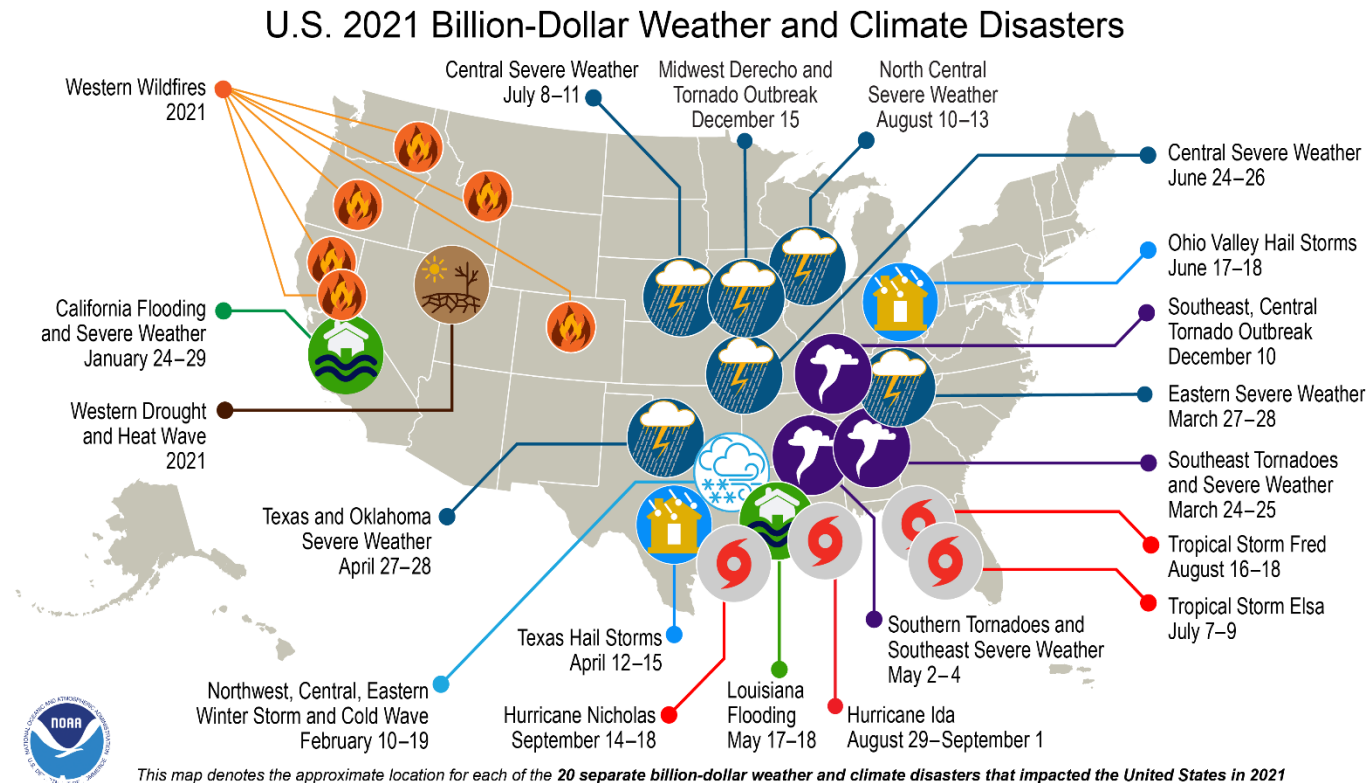 U.S. 2021 Billion-Dollar Weather and Climate Disasters
Western Wildfires
2021
Central Severe Weather
July 8–11
Midwest Derecho and
Tornado Outbreak
December 15
North Central
Severe Weather
August 10–13
Central Severe Weather
June 24–26
Ohio Valley Hail Storms
June 17–18
Southeast, Central
Tornado Outbreak
December 10
Eastern Severe Weather
March 27–28
Southeast Tornadoes
and Severe Weather
March 24–25
Tropical Storm Fred
August 16–18
Tropical Storm Elsa
July 7–9
California Flooding
and Severe Weather
January 24–29
Western Drought
and Heat Wave
2021
Texas and Oklahoma
Severe Weather
April 27–28
Texas Hail Storms
April 12–15
Southern Tornadoes and
Southeast Severe Weather
May 2–4
Northwest, Central, Eastern
Winter Storm and Cold Wave
February 10–19
Hurricane Nicholas
September 14–18
Louisiana
Flooding
May 17–18
Hurricane Ida
August 29–September 1
NOAA
This map denotes the approximate location for each of the 20 separate billion-dollar weather and climate disasters that impacted the United States in 2021